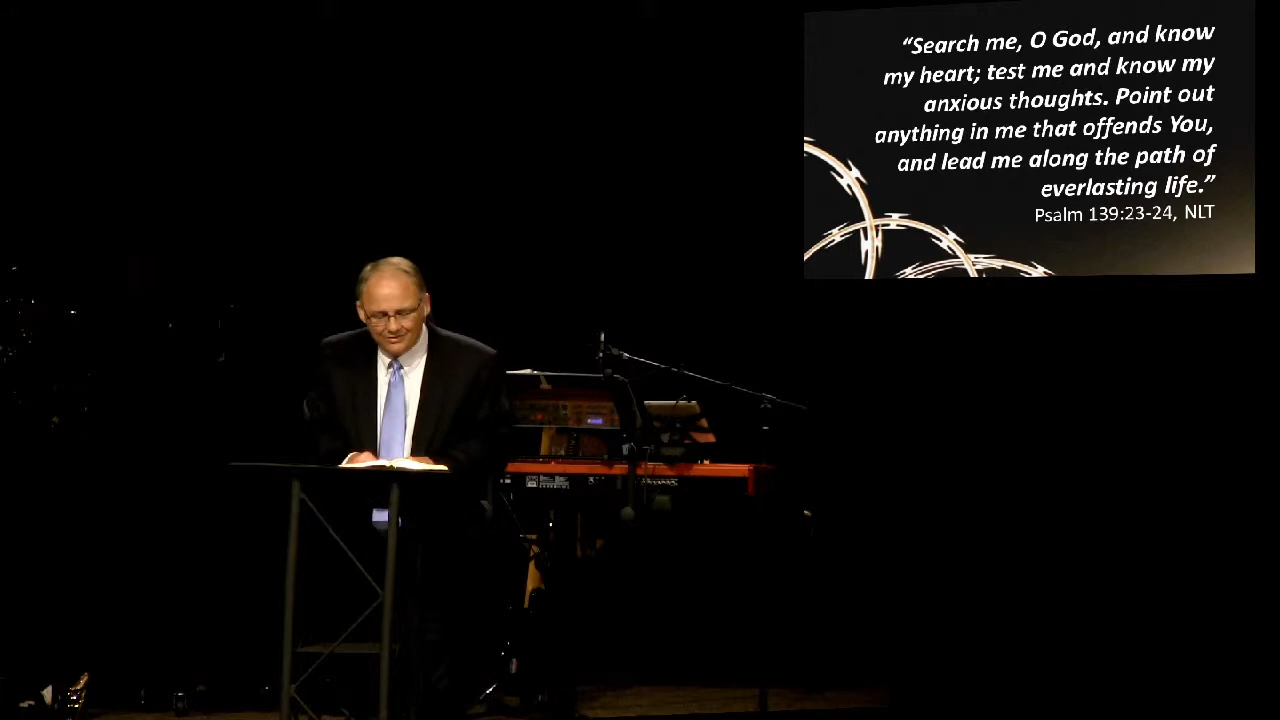 “Search me, O God, and know
my heart; test me and know my
anxious thoughts. Point out
anything in me that offends You,
and lead me along the path of
everlasting life.”
Psalm 139:23-24, NLT